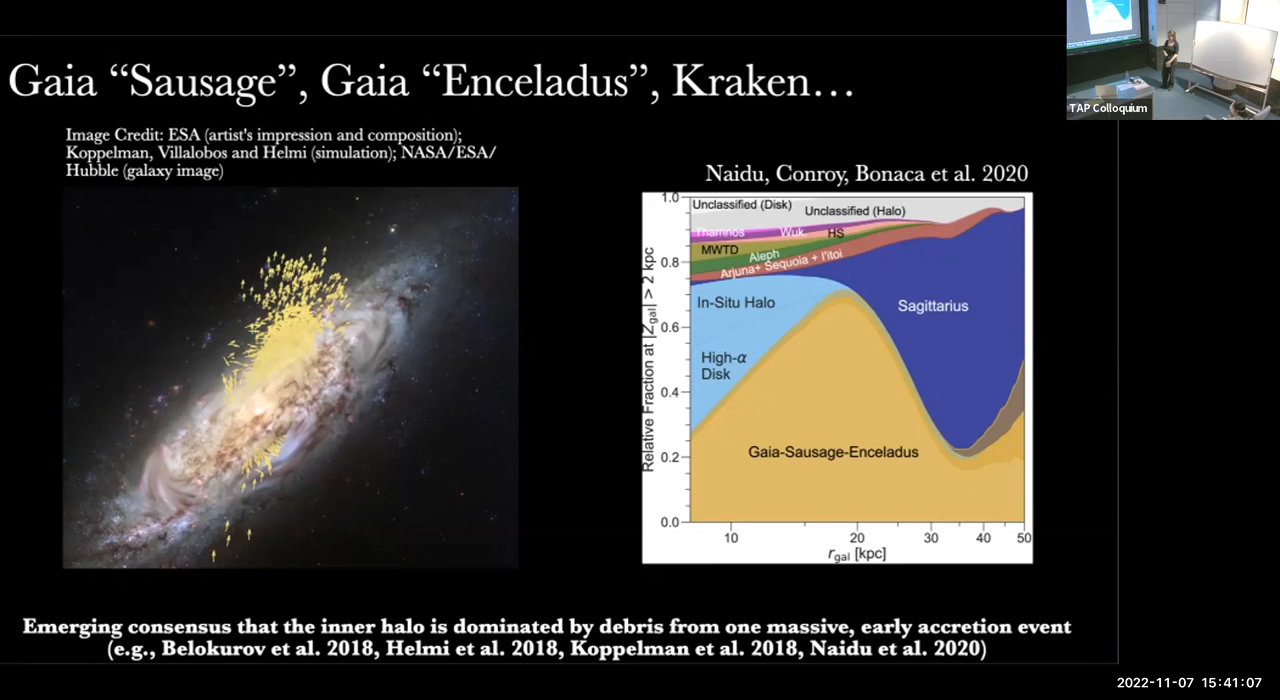 Gaia “Sausage”, Gaia “Enceladus”, Kraken…
TAP Colloquium
Image Credit: ESA (artist's impression and composition);
Koppelman, Villalobos and Helmi (simulation); NASA/ESA/
Hubble (galaxy image)
Naidu, Conroy, Bonaca et al. 2020
Relative Fraction at |Zgal| > 2 kpc
1.0
0.8
0.6
0.4
0.2
0.0
Unclassified (Disk)
Unclassified (Halo)
Thamnos
Wuk.
HS
MWTD
Aleph
Arjuna+ Sequoia + I'itoi
In-Situ Halo
Sagittarius
High-α
Disk
Gaia-Sausage-Enceladus
10
20
30
40
50
rgal [kpc]
Emerging consensus that the inner halo is dominated by debris from one massive, early accretion event
(e.g., Belokurov et al. 2018, Helmi et al. 2018, Koppelman et al. 2018, Naidu et al. 2020)
2022-11-07 15:41:07